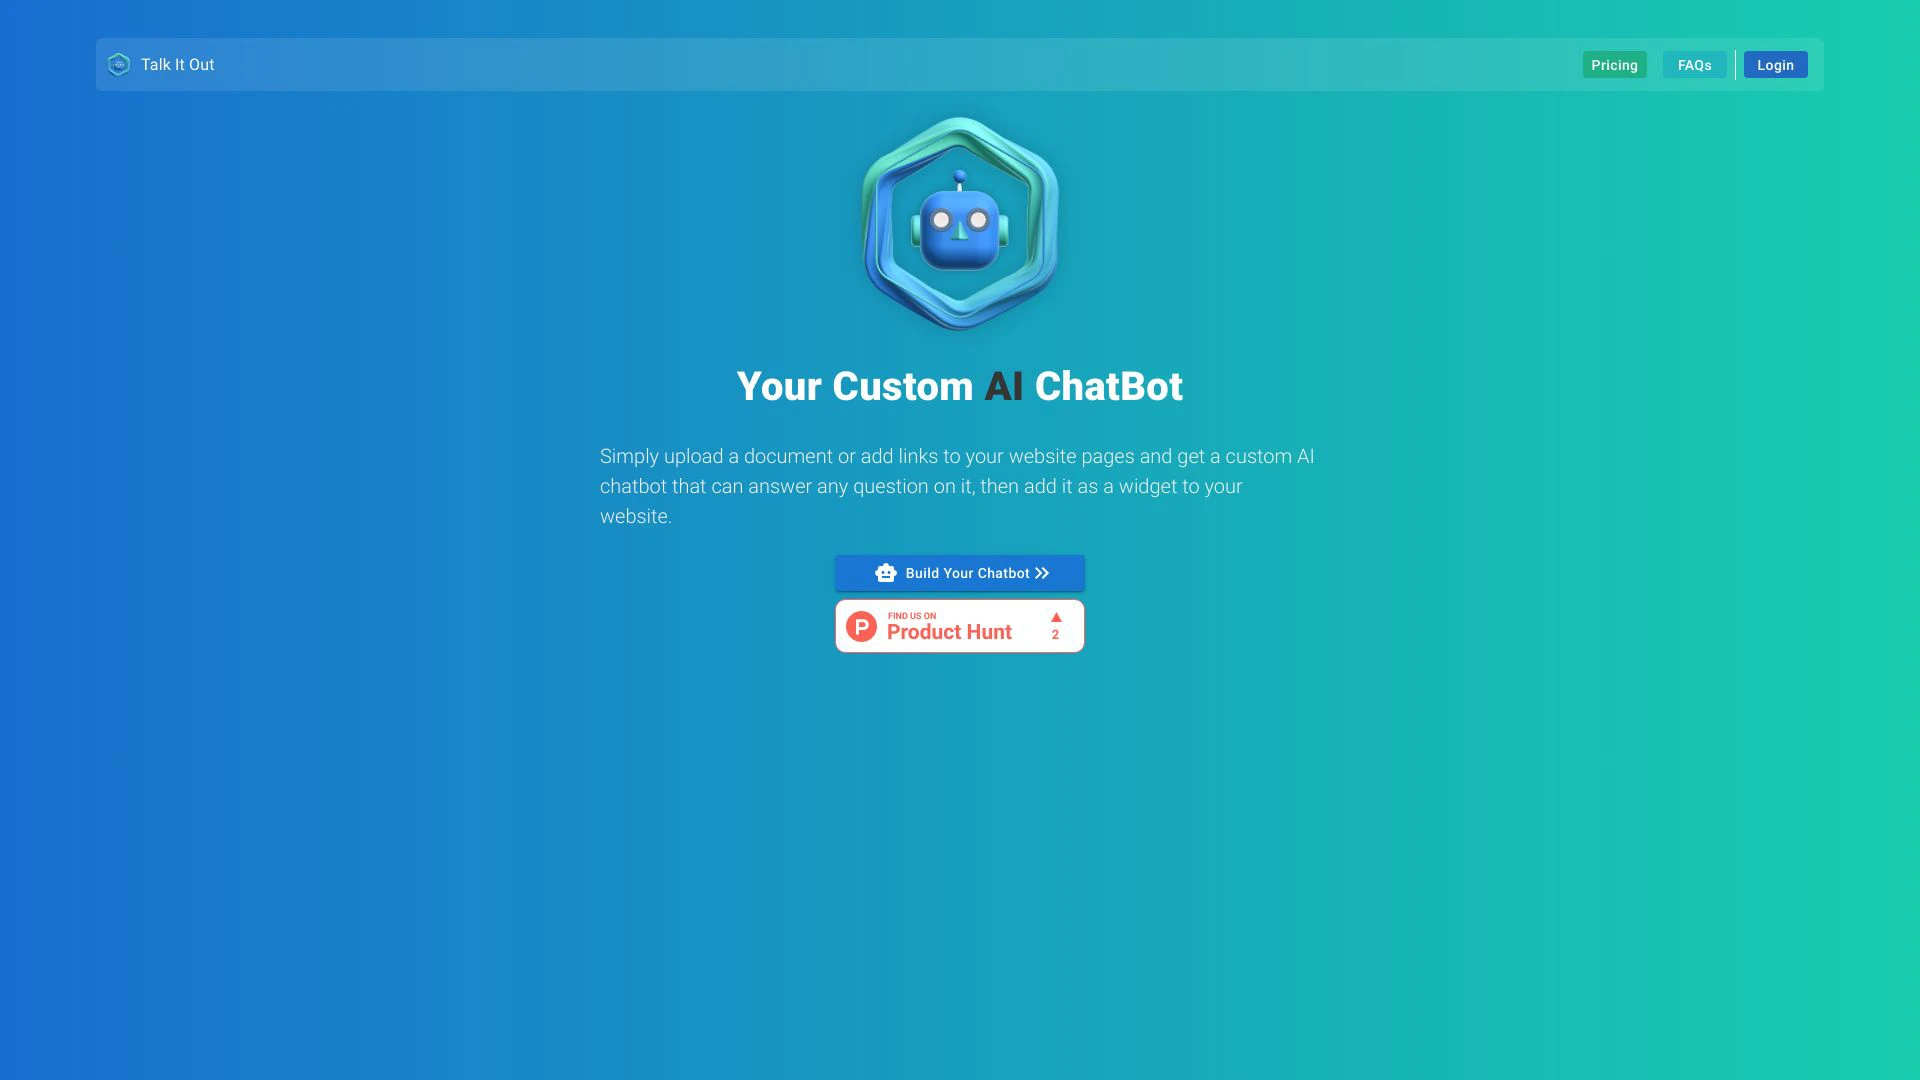 Talk It Out
Pricing
FAQs
Login
Your Custom AI ChatBot
Simply upload a document or add links to your website pages and get a custom AI
chatbot that can answer any question on it, then add it as a widget to your
website.
Build Your Chatbot
P
FIND US ON
Product Hunt
2